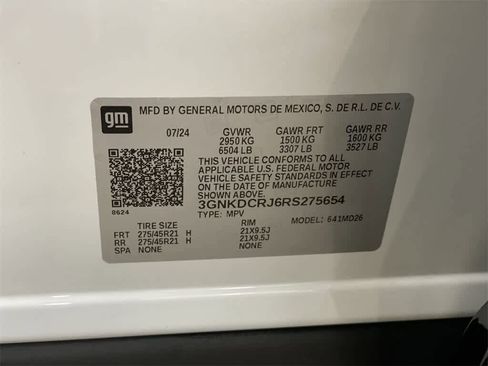 gm
MFD BY GENERAL MOTORS DE MEXICO, S. DE R.L. DE C.V.
07/24 GVWR GAWR FRT GAWR RR
2950 KG 1500 KG 1600 KG
6504 LB 3307 LB 3527 LB
THIS VEHICLE CONFORMS TO ALL
APPLICABLE U.S. FEDERAL MOTOR
VEHICLE SAFETY STANDARDS IN EFFECT
ON THE DATE OF MANUFACTURE
SHOWN ABOVE.
3GNKDCRJ6RS275654
8624
TYPE: MPV MODEL: 641MD26
TIRE SIZE RIM
FRT 275/45R21 H 21X9.5J
RR 275/45R21 H 21X9.5J
SPA NONE NONE